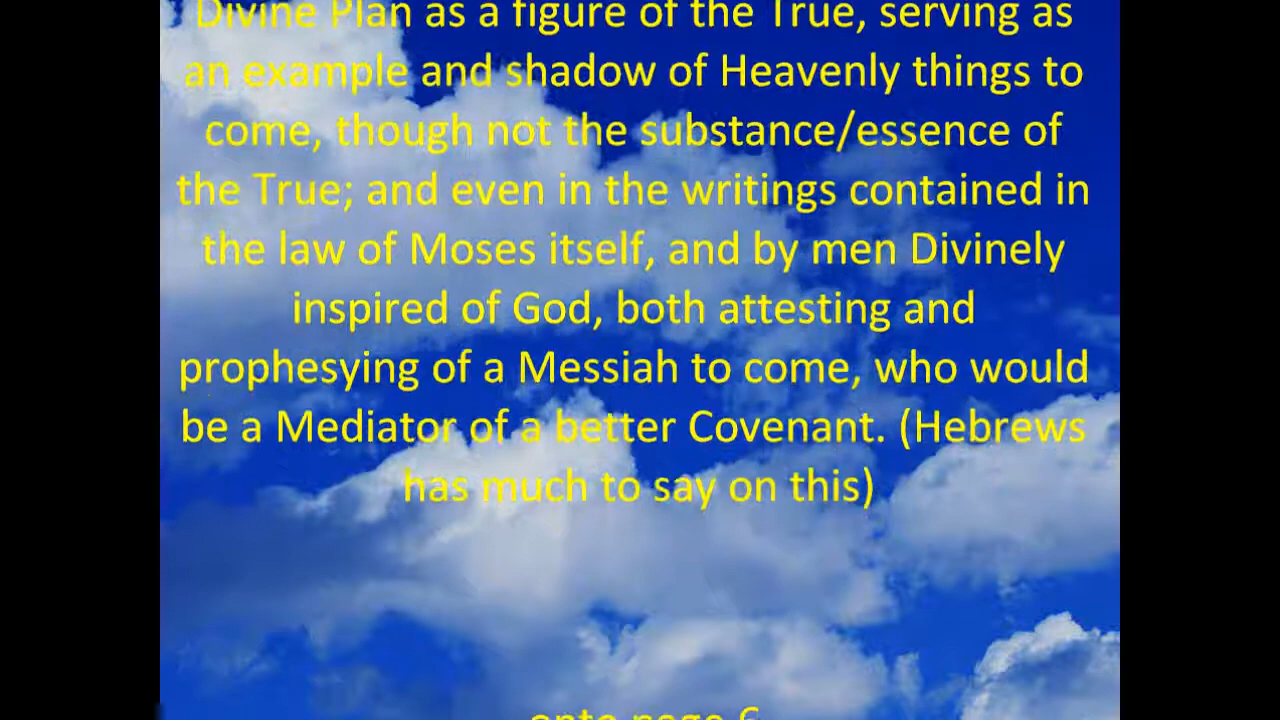 Divine Plan as a figure of the True, serving as
an example and shadow of Heavenly things to
come, though not the substance/essence of
the True; and even in the writings contained in
the law of Moses itself, and by men Divinely
inspired of God, both attesting and
prophesying of a Messiah to come, who would
be a Mediator of a better Covenant. (Hebrews
has much to say on this)
onto page 6